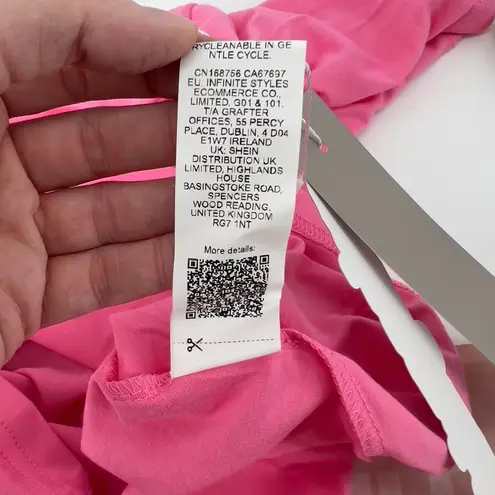 RYCLEANABLE IN GE
NTLE CYCLE.
CN168756 CA67697
EU: INFINITE STYLES
ECOMMERCE CO.,
LIMITED, G01 & 101,
T/A GRAFTER
OFFICES, 55 PERCY
PLACE, DUBLIN, 4 D04
E1W7 IRELAND
UK: SHEIN
DISTRIBUTION UK
LIMITED, HIGHLANDS
HOUSE
BASINGSTOKE ROAD,
SPENCERS
WOOD READING,
UNITED KINGDOM
RG7 1NT
More details: